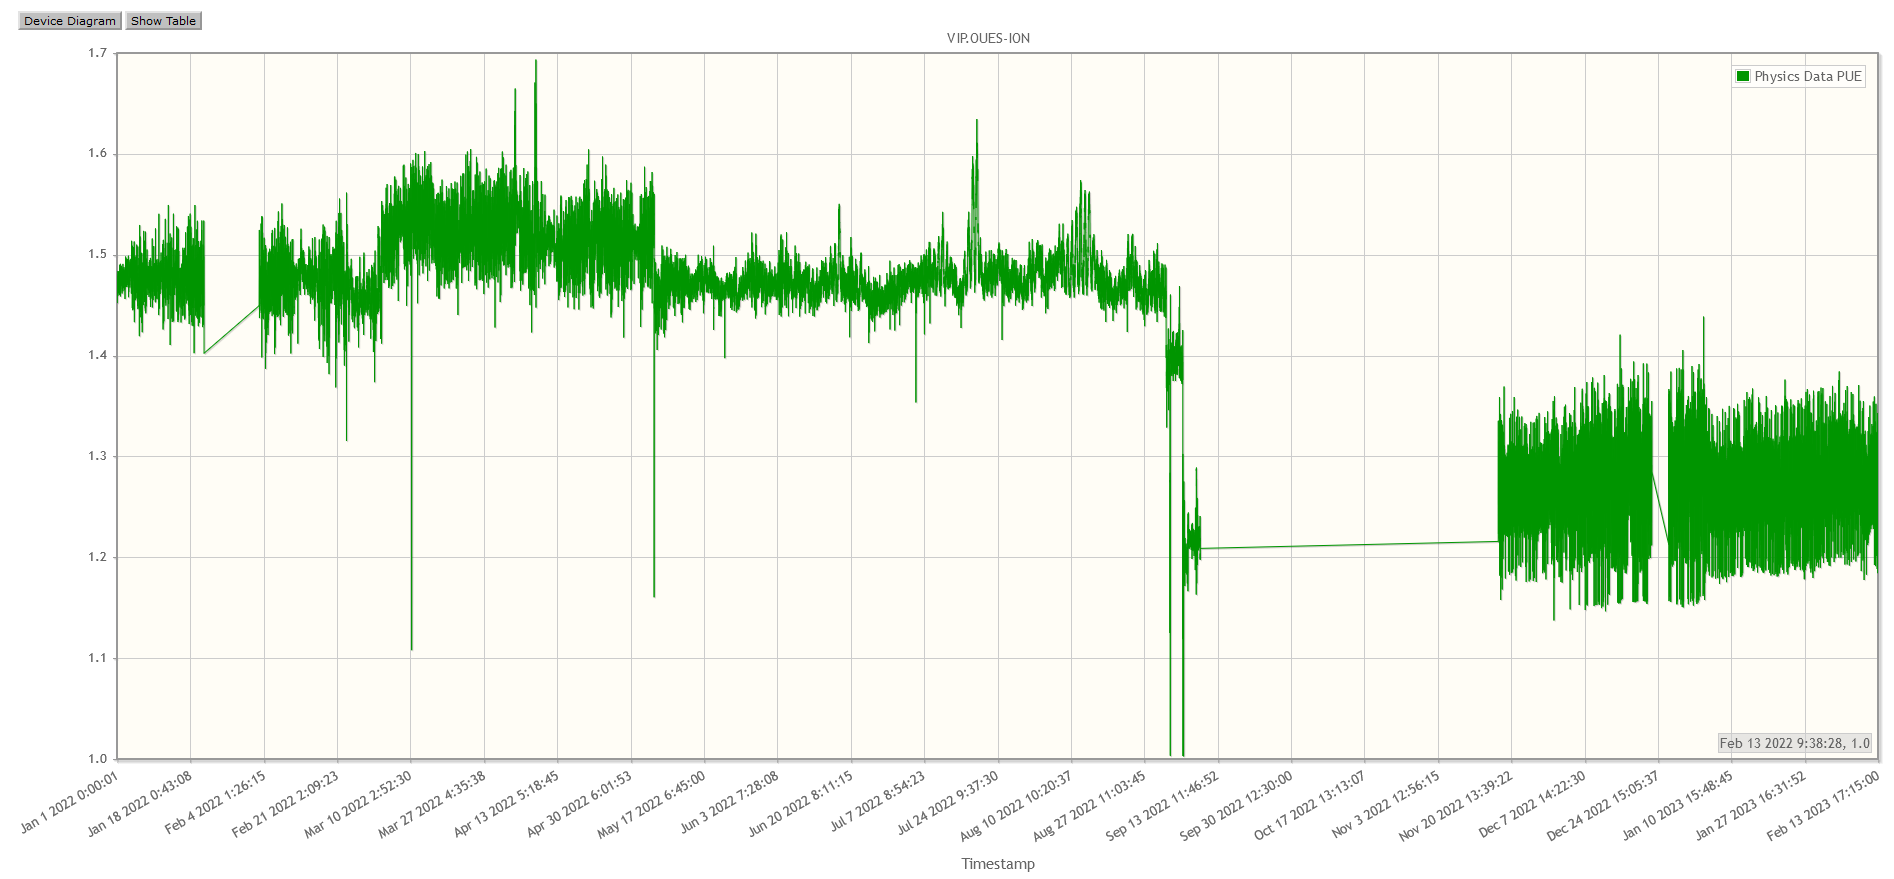 Device Diagram Show Table
VIP.OUES-ION
Physics Data PUE
1.7
1.6
1.5
1.4
1.3
1.2
1.1
1.0
Feb 13 2022 9:38:28, 1.0
Jan 1 2022 0:00:01
Jan 18 2022 0:43:08
Feb 4 2022 1:26:15
Feb 21 2022 2:09:23
Mar 10 2022 2:52:30
Mar 27 2022 4:35:38
Apr 13 2022 5:18:45
Apr 30 2022 6:01:53
May 17 2022 6:45:00
Jun 3 2022 7:28:08
Jun 20 2022 8:11:15
Jul 7 2022 8:54:23
Jul 24 2022 9:37:30
Aug 10 2022 10:20:37
Aug 27 2022 11:03:45
Sep 13 2022 11:46:52
Sep 30 2022 12:30:00
Oct 17 2022 13:13:07
Nov 3 2022 12:56:15
Nov 20 2022 13:39:22
Dec 7 2022 14:22:30
Dec 24 2022 15:05:37
Jan 10 2023 15:48:45
Jan 27 2023 16:31:52
Feb 13 2023 17:15:00
Timestamp